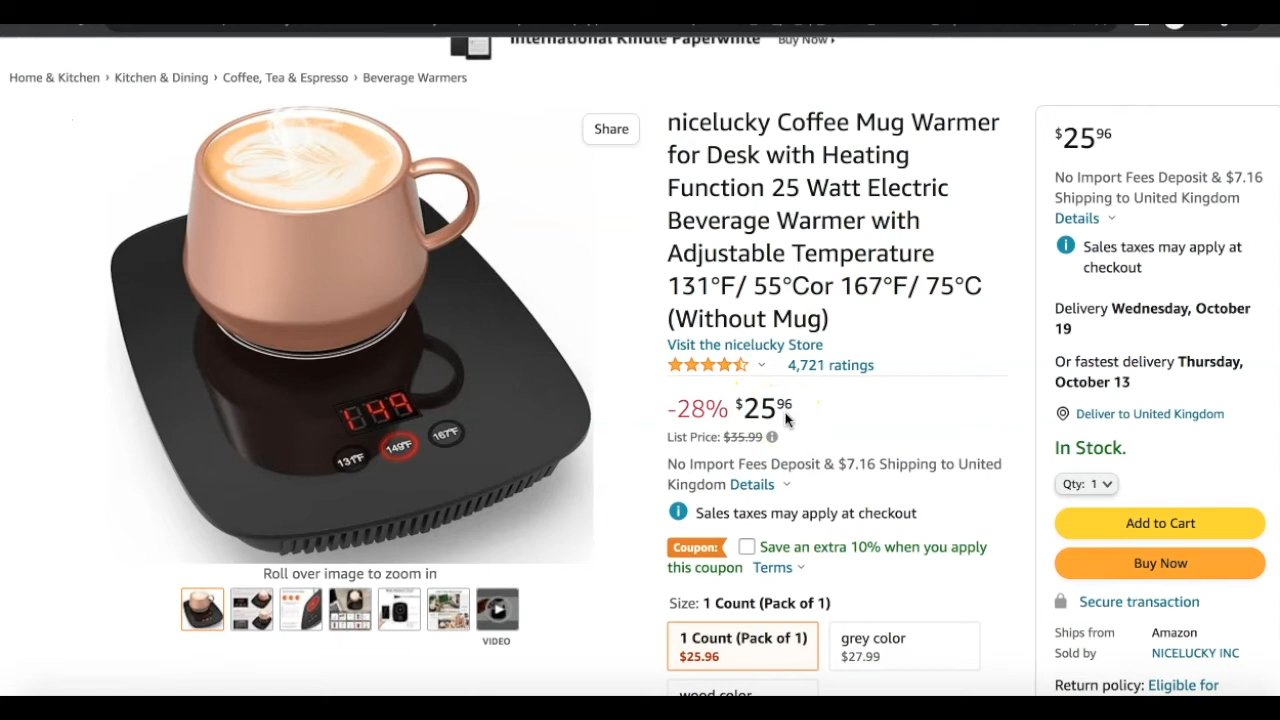 International Kindle Paperwhite Buy Now ▸
Home & Kitchen › Kitchen & Dining › Coffee, Tea & Espresso › Beverage Warmers
Share
149
131°F 149°F 167°F
Roll over image to zoom in
VIDEO
nicelucky Coffee Mug Warmer
for Desk with Heating
Function 25 Watt Electric
Beverage Warmer with
Adjustable Temperature
131°F/ 55°Cor 167°F/ 75°C
(Without Mug)
Visit the nicelucky Store
4,721 ratings
-28% $25 96
List Price: $35.99
No Import Fees Deposit & $7.16 Shipping to United
Kingdom Details
Sales taxes may apply at checkout
Coupon: Save an extra 10% when you apply
this coupon Terms
Size: 1 Count (Pack of 1)
1 Count (Pack of 1)
$25.96
grey color
$27.99
wood color
$25 96
No Import Fees Deposit & $7.16
Shipping to United Kingdom
Details
Sales taxes may apply at
checkout
Delivery Wednesday, October
19
Or fastest delivery Thursday,
October 13
Deliver to United Kingdom
In Stock.
Qty: 1
Add to Cart
Buy Now
Secure transaction
Ships from Amazon
Sold by NICELUCKY INC
Return policy: Eligible for